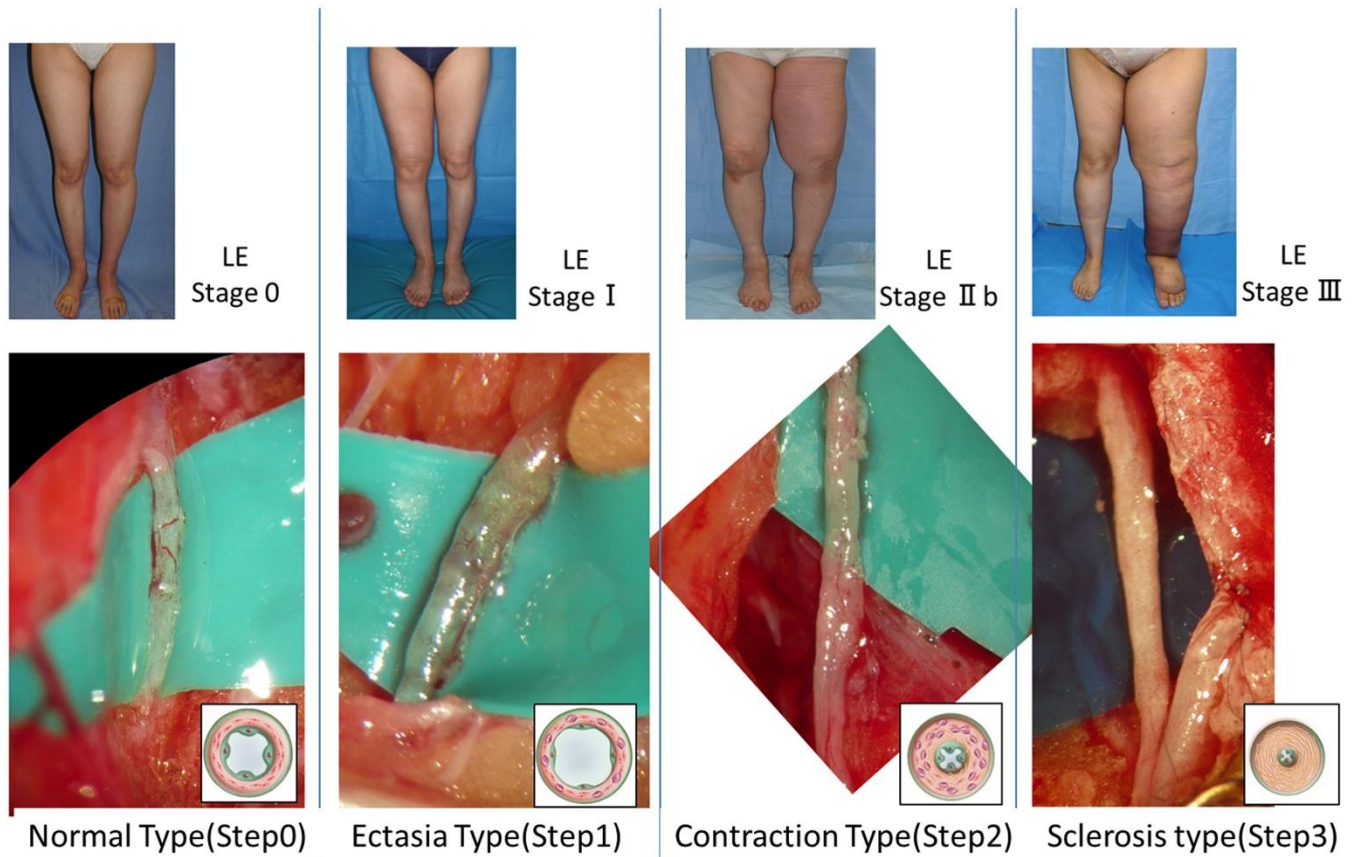 LE
Stage 0
LE
Stage Ⅰ
LE
Stage Ⅱ b
LE
Stage Ⅲ
Normal Type(Step0)
Ectasia Type(Step1)
Contraction Type(Step2)
Sclerosis type(Step3)